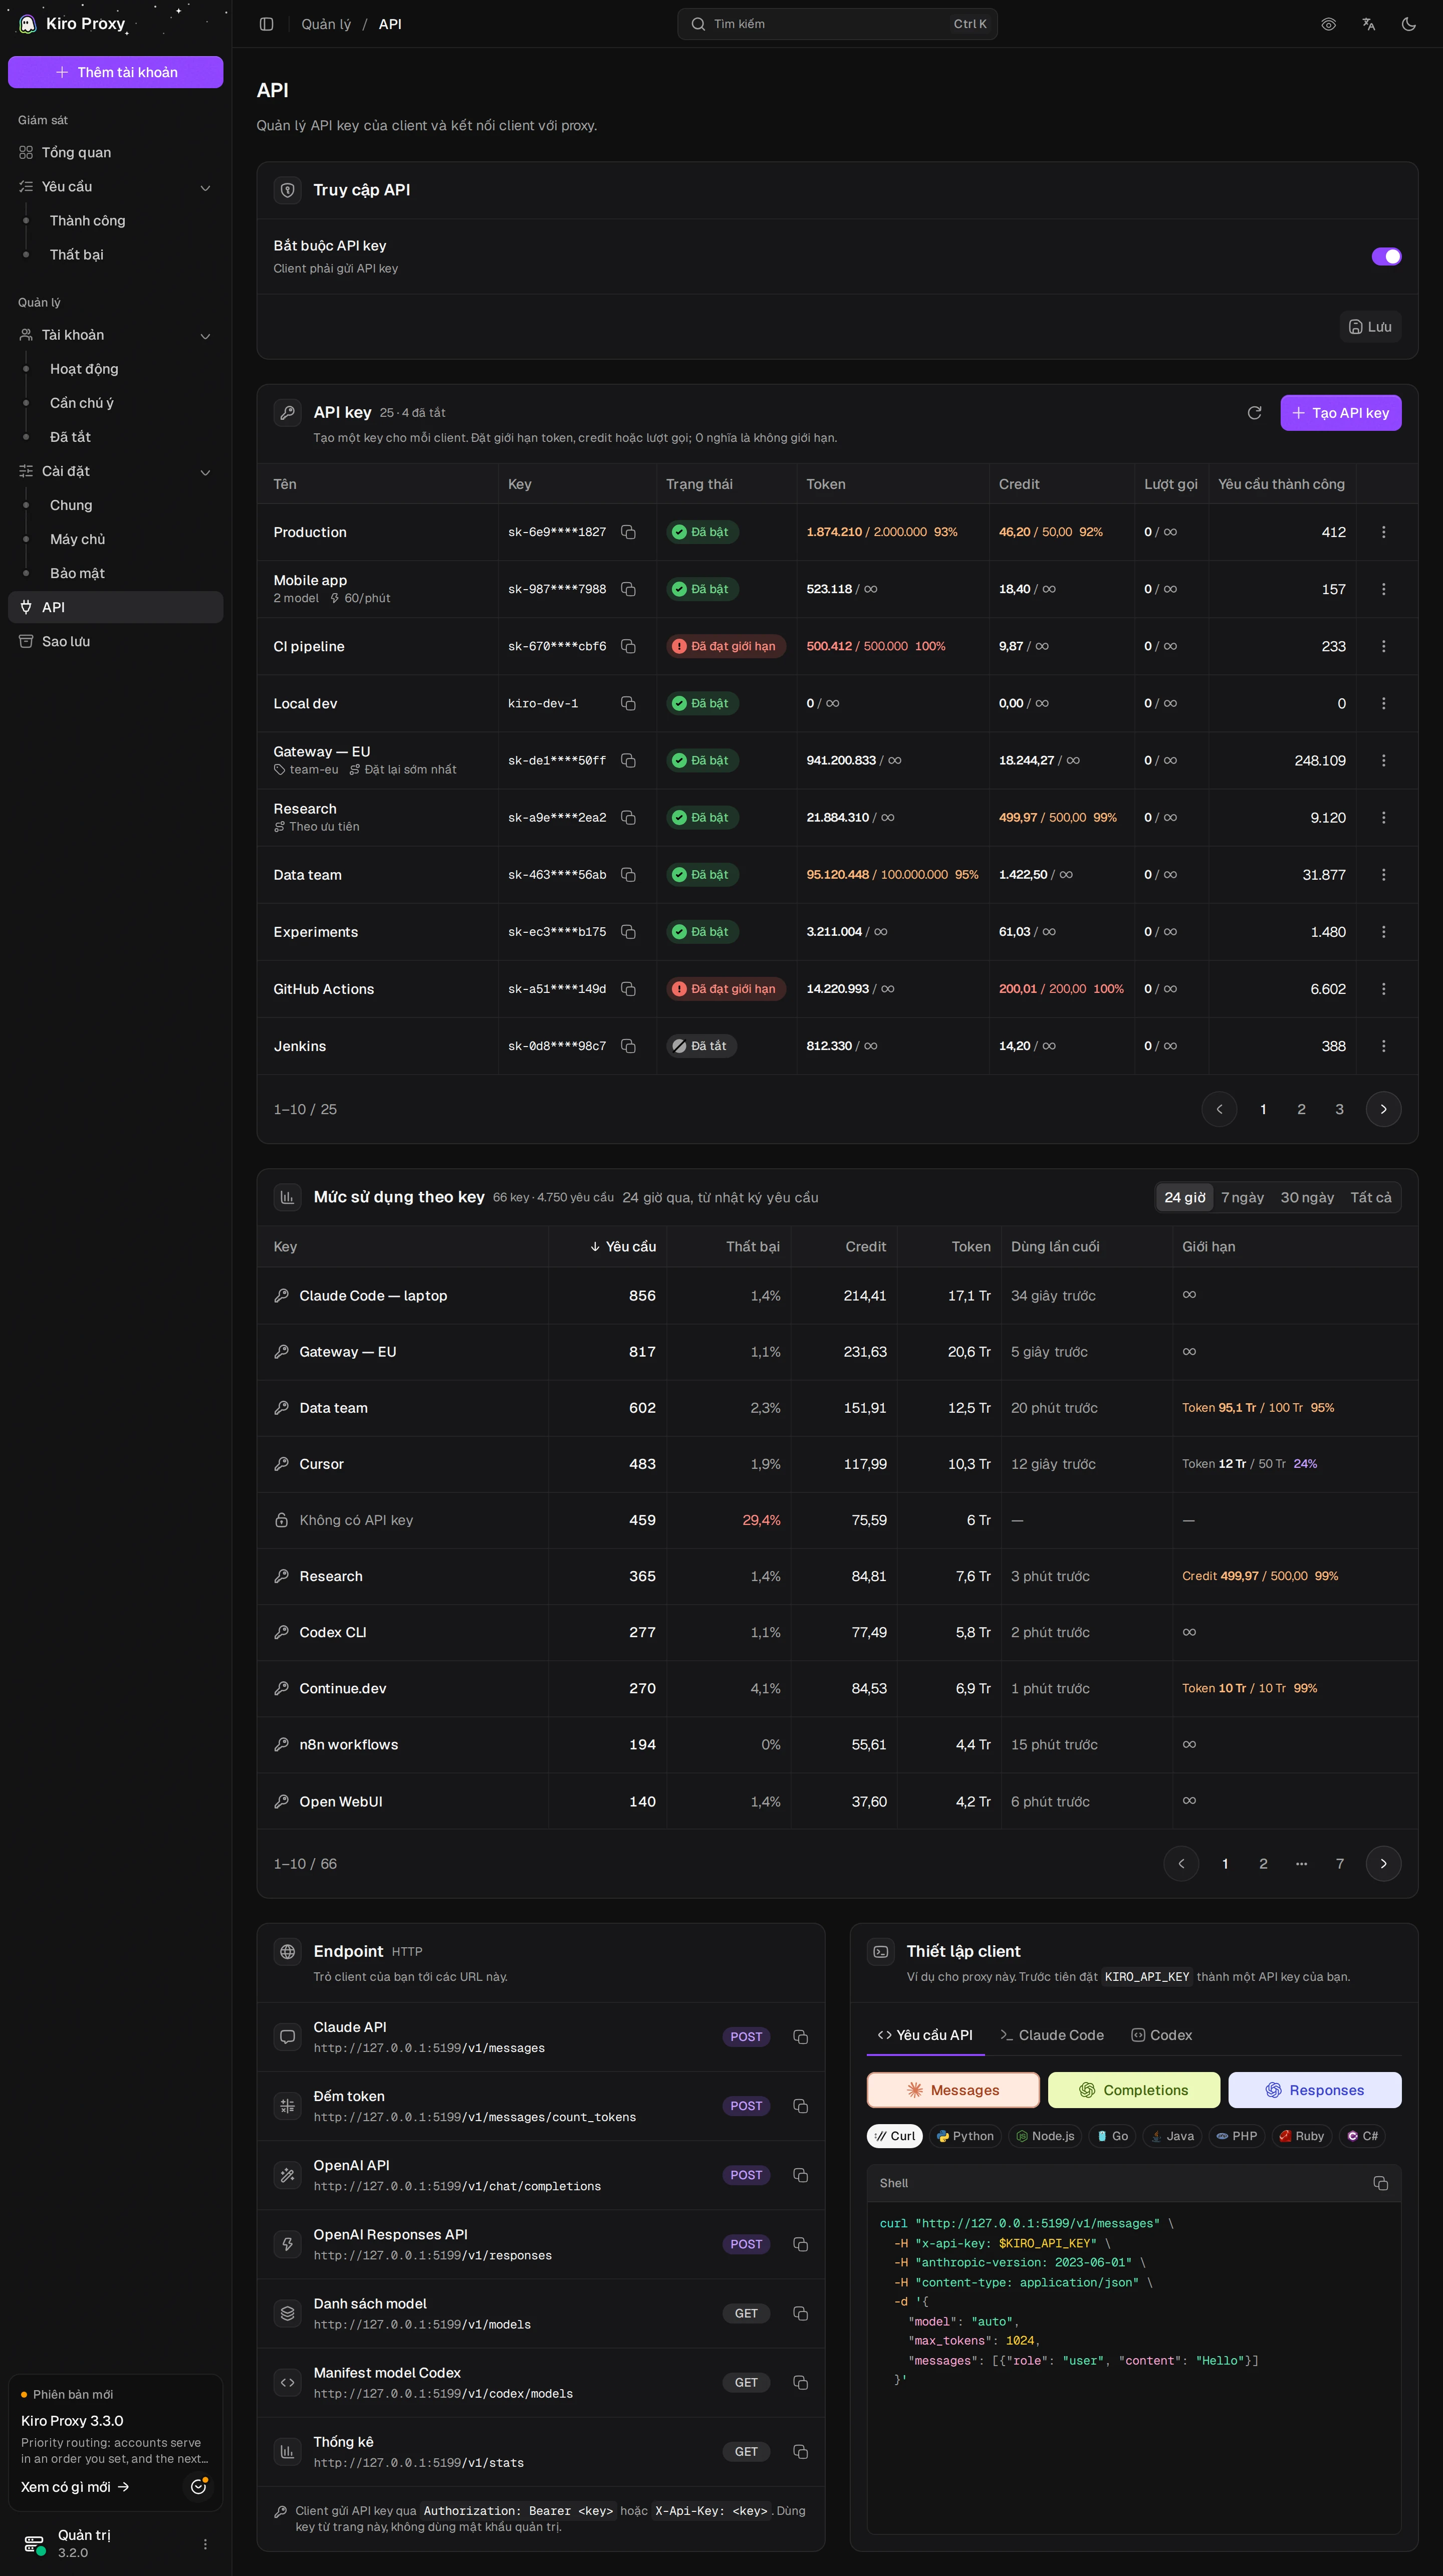 Kiro Proxy
Quản lý / API
Tìm kiếm Ctrl K
Thêm tài khoản
Giám sát
Tổng quan
Yêu cầu
Thành công
Thất bại
Quản lý
Tài khoản
Hoạt động
Cần chú ý
Đã tắt
Cài đặt
Chung
Máy chủ
Bảo mật
API
Sao lưu
Phiên bản mới
Kiro Proxy 3.3.0
Priority routing: accounts serve
in an order you set, and the next...
Xem có gì mới →
Quản trị
3.2.0
API
Quản lý API key của client và kết nối client với proxy.
Truy cập API
Bắt buộc API key
Client phải gửi API key
Lưu
API key 25 · 4 đã tắt
Tạo một key cho mỗi client. Đặt giới hạn token, credit hoặc lượt gọi; 0 nghĩa là không giới hạn.
Tạo API key
Tên Key Trạng thái Token Credit Lượt gọi Yêu cầu thành công
Production sk-6e9****1827 Đã bật 1.874.210 / 2.000.000 93% 46,20 / 50,00 92% 0 / ∞ 412
Mobile app
2 model 60/phút
sk-987****7988 Đã bật 523.118 / ∞ 18,40 / ∞ 0 / ∞ 157
CI pipeline sk-670****cbf6 Đã đạt giới hạn 500.412 / 500.000 100% 9,87 / ∞ 0 / ∞ 233
Local dev kiro-dev-1 Đã bật 0 / ∞ 0,00 / ∞ 0 / ∞ 0
Gateway — EU
team-eu Đặt lại sớm nhất
sk-de1****50ff Đã bật 941.200.833 / ∞ 18.244,27 / ∞ 0 / ∞ 248.109
Research
Theo ưu tiên
sk-a9e****2ea2 Đã bật 21.884.310 / ∞ 499,97 / 500,00 99% 0 / ∞ 9.120
Data team sk-463****56ab Đã bật 95.120.448 / 100.000.000 95% 1.422,50 / ∞ 0 / ∞ 31.877
Experiments sk-ec3****b175 Đã bật 3.211.004 / ∞ 61,03 / ∞ 0 / ∞ 1.480
GitHub Actions sk-a51****149d Đã đạt giới hạn 14.220.993 / ∞ 200,01 / 200,00 100% 0 / ∞ 6.602
Jenkins sk-0d8****98c7 Đã tắt 812.330 / ∞ 14,20 / ∞ 0 / ∞ 388
1–10 / 25 1 2 3
Mức sử dụng theo key 66 key · 4.750 yêu cầu 24 giờ qua, từ nhật ký yêu cầu
24 giờ 7 ngày 30 ngày Tất cả
Key ↓ Yêu cầu Thất bại Credit Token Dùng lần cuối Giới hạn
Claude Code — laptop 856 1,4% 214,41 17,1 Tr 34 giây trước ∞
Gateway — EU 817 1,1% 231,63 20,6 Tr 5 giây trước ∞
Data team 602 2,3% 151,91 12,5 Tr 20 phút trước Token 95,1 Tr / 100 Tr 95%
Cursor 483 1,9% 117,99 10,3 Tr 12 giây trước Token 12 Tr / 50 Tr 24%
Không có API key 459 29,4% 75,59 6 Tr — —
Research 365 1,4% 84,81 7,6 Tr 3 phút trước Credit 499,97 / 500,00 99%
Codex CLI 277 1,1% 77,49 5,8 Tr 2 phút trước ∞
Continue.dev 270 4,1% 84,53 6,9 Tr 1 phút trước Token 10 Tr / 10 Tr 99%
n8n workflows 194 0% 55,61 4,4 Tr 15 phút trước ∞
Open WebUI 140 1,4% 37,60 4,2 Tr 6 phút trước ∞
1–10 / 66 1 2 ··· 7
Endpoint HTTP
Trỏ client của bạn tới các URL này.
Claude API
http://127.0.0.1:5199/v1/messages
POST
Đếm token
http://127.0.0.1:5199/v1/messages/count_tokens
POST
OpenAI API
http://127.0.0.1:5199/v1/chat/completions
POST
OpenAI Responses API
http://127.0.0.1:5199/v1/responses
POST
Danh sách model
http://127.0.0.1:5199/v1/models
GET
Manifest model Codex
http://127.0.0.1:5199/v1/codex/models
GET
Thống kê
http://127.0.0.1:5199/v1/stats
GET
Client gửi API key qua Authorization: Bearer <key> hoặc X-Api-Key: <key>. Dùng
key từ trang này, không dùng mật khẩu quản trị.
Thiết lập client
Ví dụ cho proxy này. Trước tiên đặt KIRO_API_KEY thành một API key của bạn.
Yêu cầu API Claude Code Codex
Messages Completions Responses
Curl Python Node.js Go Java PHP Ruby C#
Shell
curl "http://127.0.0.1:5199/v1/messages" \
-H "x-api-key: $KIRO_API_KEY" \
-H "anthropic-version: 2023-06-01" \
-H "content-type: application/json" \
-d '{
"model": "auto",
"max_tokens": 1024,
"messages": [{"role": "user", "content": "Hello"}]
}'